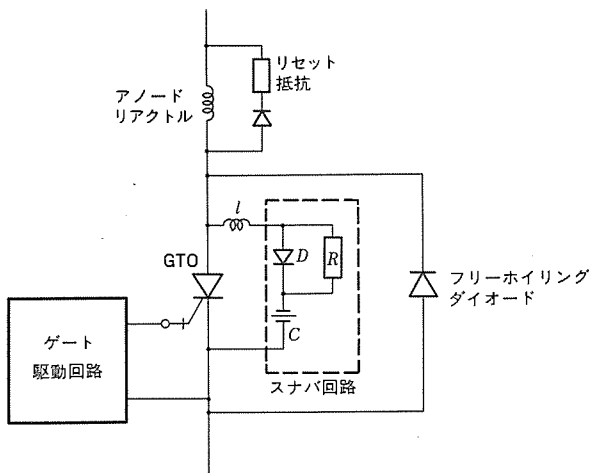 リセット
抵抗
アノード
リアクトル
l
GTO
D
R
C
フリーホイリング
ダイオード
ゲート
駆動回路
スナバ回路